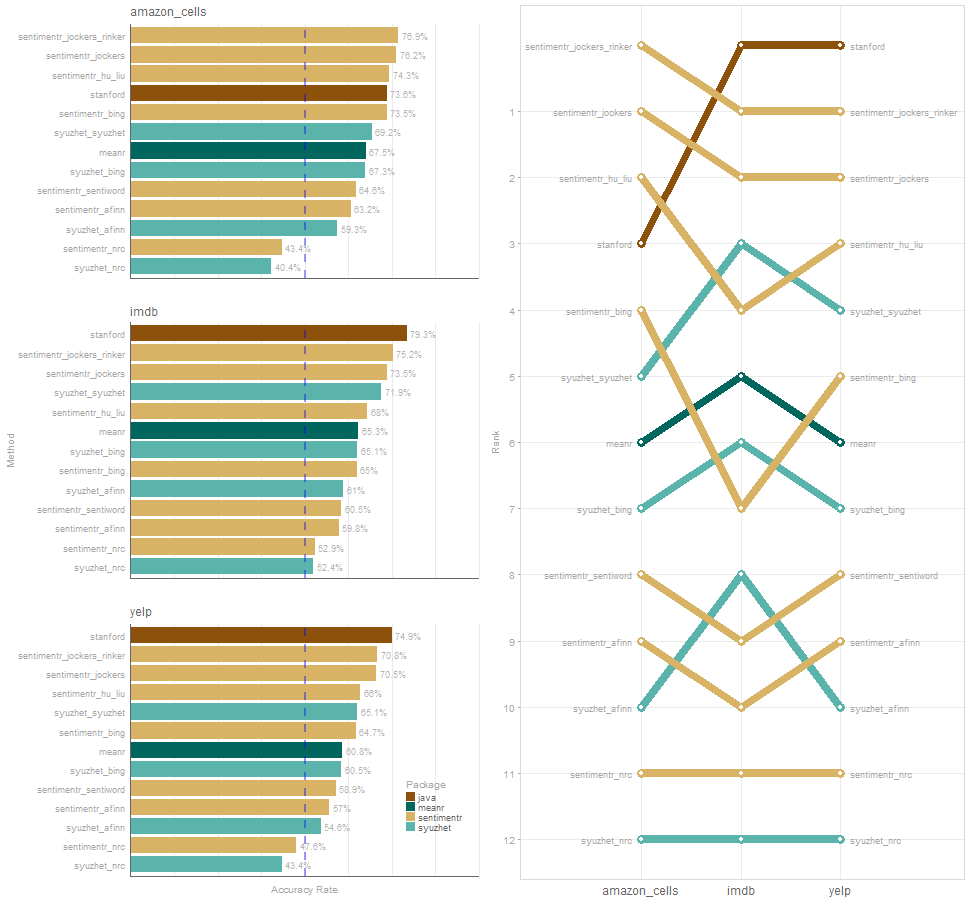 amazon_cells
sentimentr_jockers_rinker 76.9%
sentimentr_jockers 76.2%
sentimentr_hu_liu 74.3%
stanford 73.6%
sentimentr_bing 73.5%
syuzhet_syuzhet 69.2%
meanr 67.5%
syuzhet_bing 67.3%
sentimentr_sentiword 64.6%
sentimentr_afinn 63.2%
syuzhet_afinn 59.3%
sentimentr_nrc 43.4%
syuzhet_nrc 40.4%
imdb
stanford 79.3%
sentimentr_jockers_rinker 75.2%
sentimentr_jockers 73.5%
syuzhet_syuzhet 71.9%
sentimentr_hu_liu 68%
meanr 65.3%
syuzhet_bing 65.1%
sentimentr_bing 65%
syuzhet_afinn 61%
sentimentr_sentiword 60.5%
sentimentr_afinn 59.8%
sentimentr_nrc 52.9%
syuzhet_nrc 52.4%
Method
yelp
stanford 74.9%
sentimentr_jockers_rinker 70.8%
sentimentr_jockers 70.5%
sentimentr_hu_liu 66%
syuzhet_syuzhet 65.1%
sentimentr_bing 64.7%
meanr 60.8%
syuzhet_bing 60.5%
sentimentr_sentiword 58.9%
sentimentr_afinn 57%
syuzhet_afinn 54.6%
sentimentr_nrc 47.6%
syuzhet_nrc 43.4%
Accuracy Rate
Package
java
meanr
sentimentr
syuzhet
Rank
sentimentr_jockers_rinker stanford
1 sentimentr_jockers sentimentr_jockers_rinker
2 sentimentr_hu_liu sentimentr_jockers
3 stanford sentimentr_hu_liu
4 sentimentr_bing syuzhet_syuzhet
5 syuzhet_syuzhet sentimentr_bing
6 meanr meanr
7 syuzhet_bing syuzhet_bing
8 sentimentr_sentiword sentimentr_sentiword
9 sentimentr_afinn sentimentr_afinn
10 syuzhet_afinn syuzhet_afinn
11 sentimentr_nrc sentimentr_nrc
12 syuzhet_nrc syuzhet_nrc
amazon_cells imdb yelp